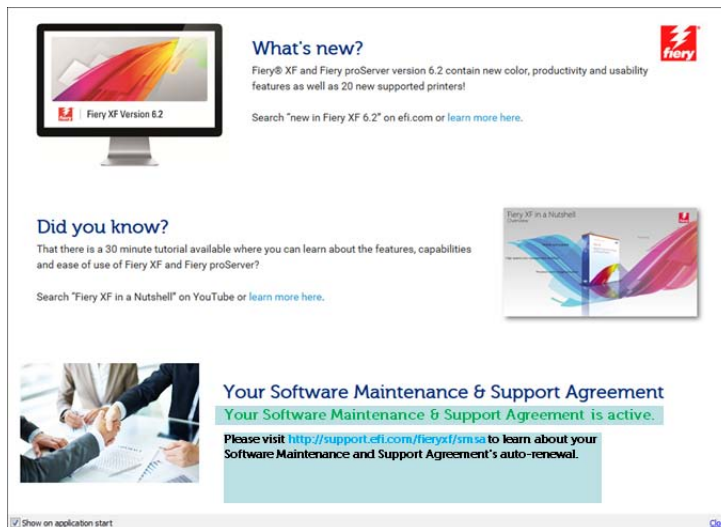 What's new?
fiery
Fiery® XF and Fiery proServer version 6.2 contain new color, productivity and usability
features as well as 20 new supported printers!
Fiery XF Version 6.2
Search "new in Fiery XF 6.2" on efi.com or learn more here.
Did you know?
That there is a 30 minute tutorial available where you can learn about the features, capabilities
and ease of use of Fiery XF and Fiery proServer?
Search "Fiery XF in a Nutshell" on YouTube or learn more here.
Fiery XF in a Nutshell
Overview
Your Software Maintenance & Support Agreement
Your Software Maintenance & Support Agreement is active.
Please visit http://support.efi.com/fieryxf/smsa to learn about your
Software Maintenance and Support Agreement's auto-renewal.
Show on application start
Clo